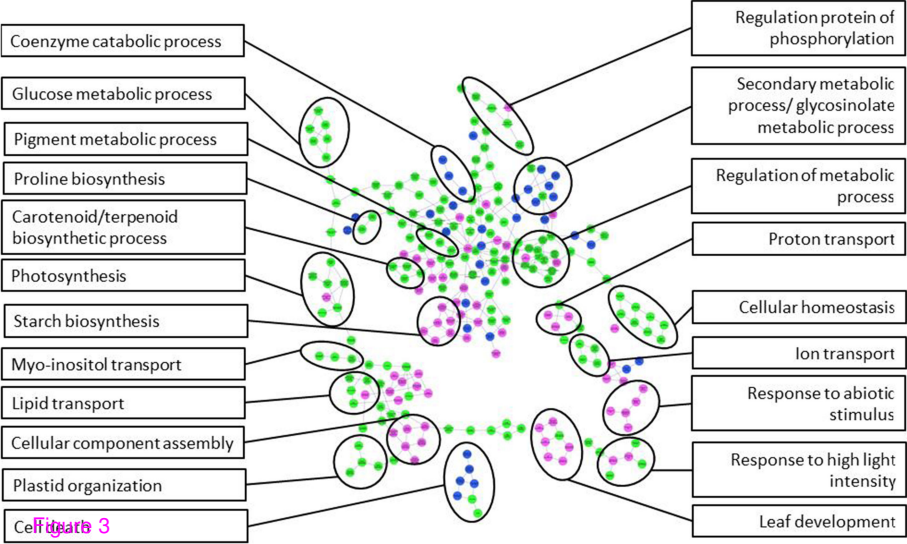 Coenzyme catabolic process
Glucose metabolic process
Pigment metabolic process
Proline biosynthesis
Carotenoid/terpenoid
biosynthetic process
Photosynthesis
Starch biosynthesis
Myo-inositol transport
Lipid transport
Cellular component assembly
Plastid organization
Cell death
Figure 3
Regulation protein of
phosphorylation
Secondary metabolic
process/ glycosinolate
metabolic process
Regulation of metabolic
process
Proton transport
Cellular homeostasis
Ion transport
Response to abiotic
stimulus
Response to high light
intensity
Leaf development